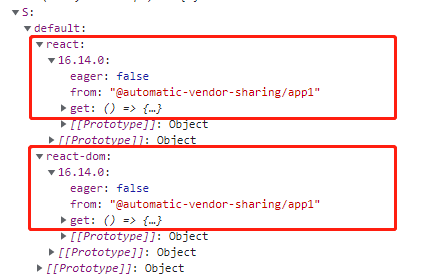 ▼ S:
▼ default:
▼ react:
▼ 16.14.0:
eager: false
from: "@automatic-vendor-sharing/app1"
▶ get: () => {…}
▶ [[Prototype]]: Object
▶ [[Prototype]]: Object
▼ react-dom:
▼ 16.14.0:
eager: false
from: "@automatic-vendor-sharing/app1"
▶ get: () => {…}
▶ [[Prototype]]: Object
▶ [[Prototype]]: Object
▶ [[Prototype]]: Object